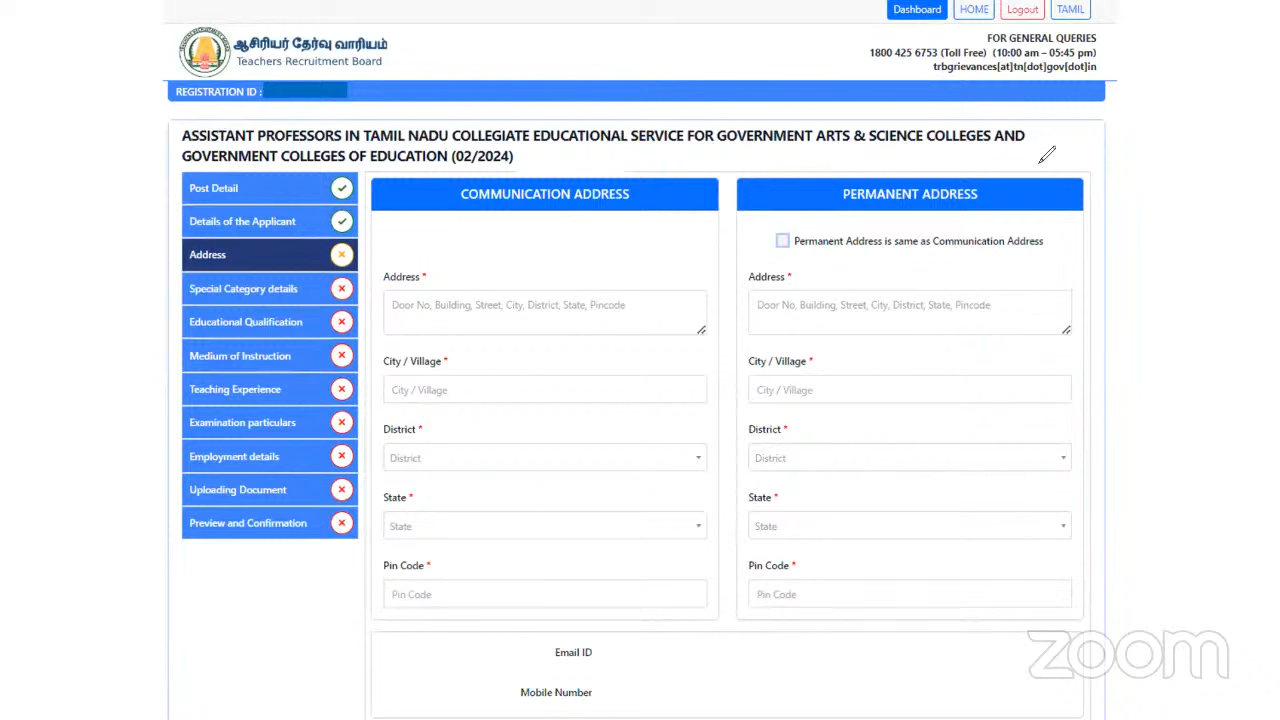 Dashboard HOME Logout TAMIL
ஆசிரியர் தேர்வு வாரியம்
Teachers Recruitment Board
FOR GENERAL QUERIES
1800 425 6753 (Toll Free) (10:00 am – 05:45 pm)
trbgrievances[at]tn[dot]gov[dot]in
REGISTRATION ID :
ASSISTANT PROFESSORS IN TAMIL NADU COLLEGIATE EDUCATIONAL SERVICE FOR GOVERNMENT ARTS & SCIENCE COLLEGES AND
GOVERNMENT COLLEGES OF EDUCATION (02/2024)
Post Detail
Details of the Applicant
Address
Special Category details
Educational Qualification
Medium of Instruction
Teaching Experience
Examination particulars
Employment details
Uploading Document
Preview and Confirmation
COMMUNICATION ADDRESS
Address *
Door No, Building, Street, City, District, State, Pincode
City / Village *
City / Village
District *
District
State *
State
Pin Code *
Pin Code
PERMANENT ADDRESS
Permanent Address is same as Communication Address
Address *
Door No, Building, Street, City, District, State, Pincode
City / Village *
City / Village
District *
District
State *
State
Pin Code *
Pin Code
Email ID
Mobile Number
zoom